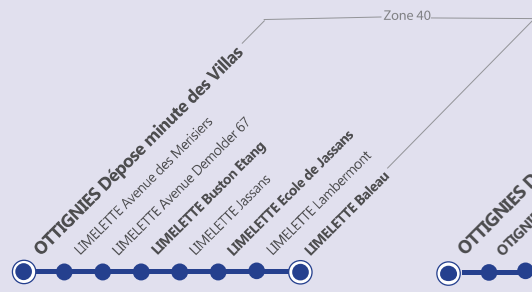 Zone 40
OTTIGNIES Dépose minute des Villas
LIMELETTE Avenue des Merisiers
LIMELETTE Avenue Demolder 67
LIMELETTE Buston Etang
LIMELETTE Jassans
LIMELETTE Ecole de Jassans
LIMELETTE Lambermont
LIMELETTE Baleau
OTTIGNIES